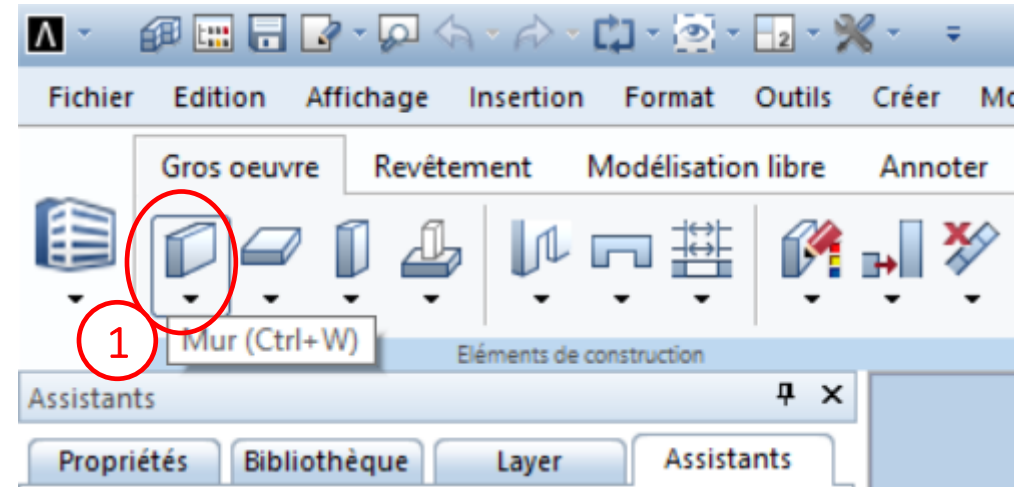 2
Fichier Edition Affichage Insertion Format Outils Créer
Gros oeuvre Revêtement Modélisation libre Annoter
1
Mur (Ctrl+W)
Eléments de construction
Assistants
Propriétés Bibliothèque Layer Assistants